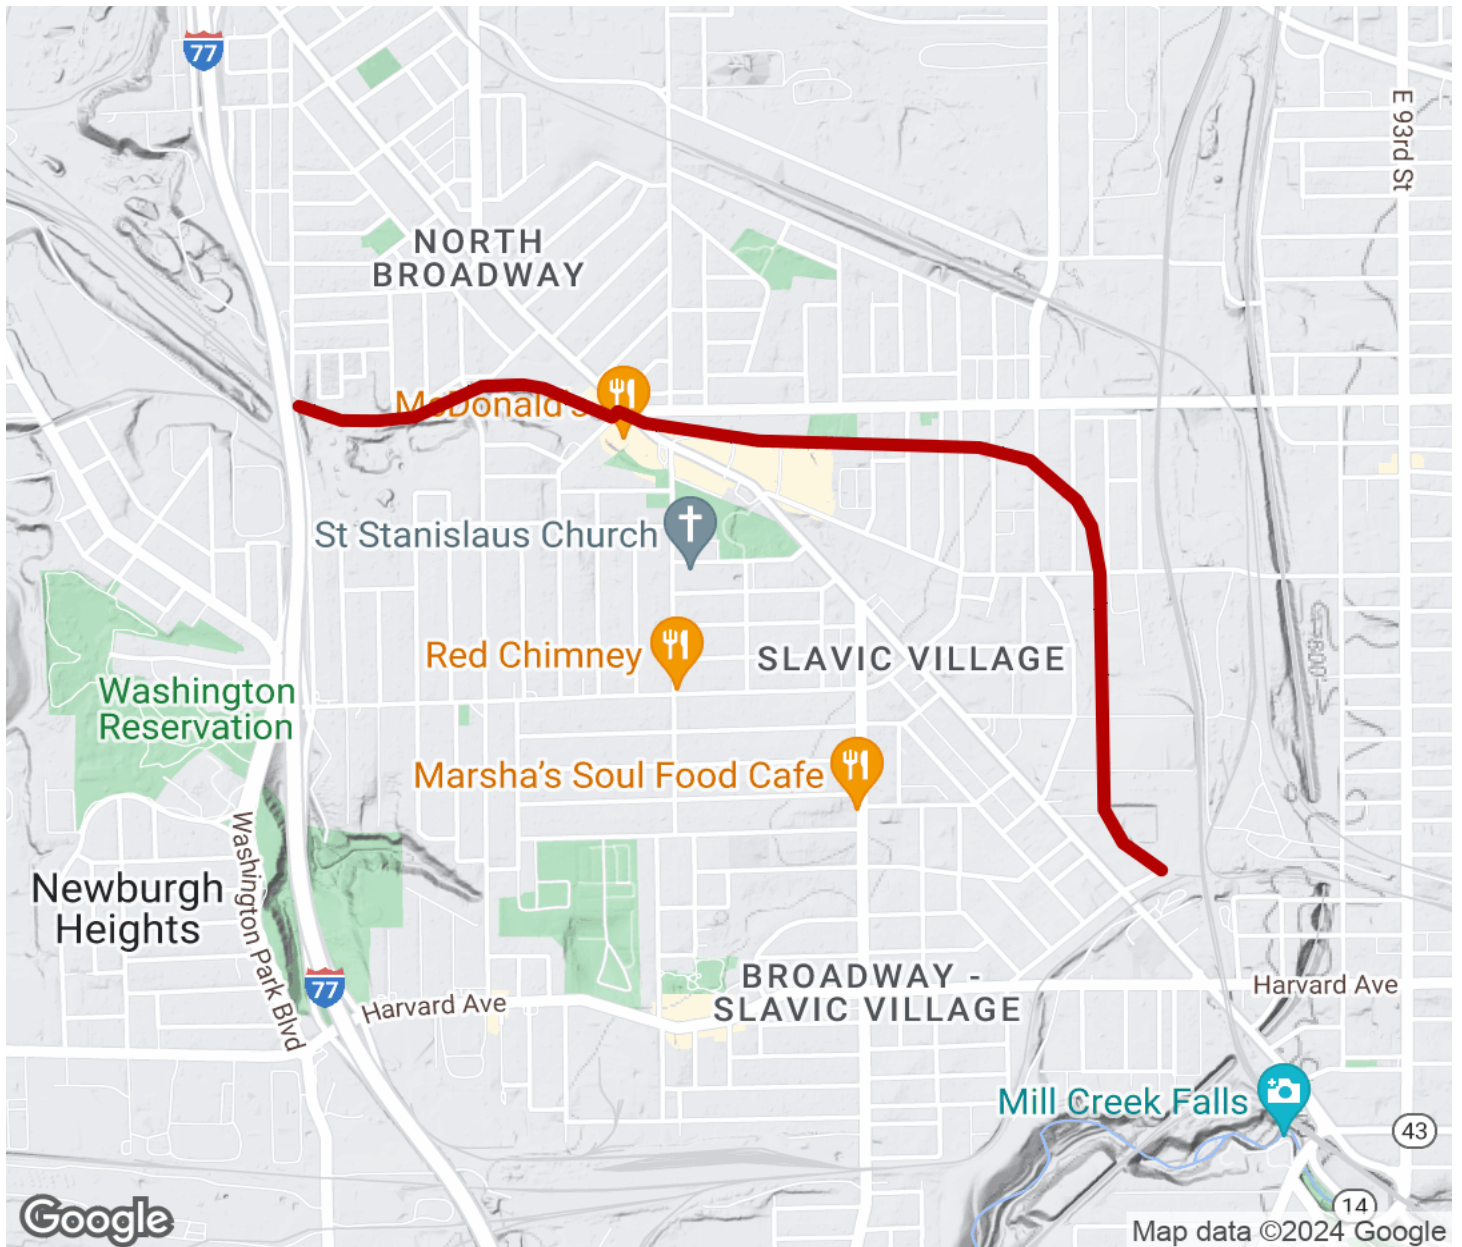 77
E 93rd St
NORTH
BROADWAY
McDonald's
St Stanislaus Church
Red Chimney
SLAVIC VILLAGE
Washington
Reservation
Marsha's Soul Food Cafe
Washington Park Blvd
Newburgh
Heights
77
Harvard Ave
BROADWAY -
SLAVIC VILLAGE
Harvard Ave
Mill Creek Falls
43
14
Google
Map data ©2024 Google